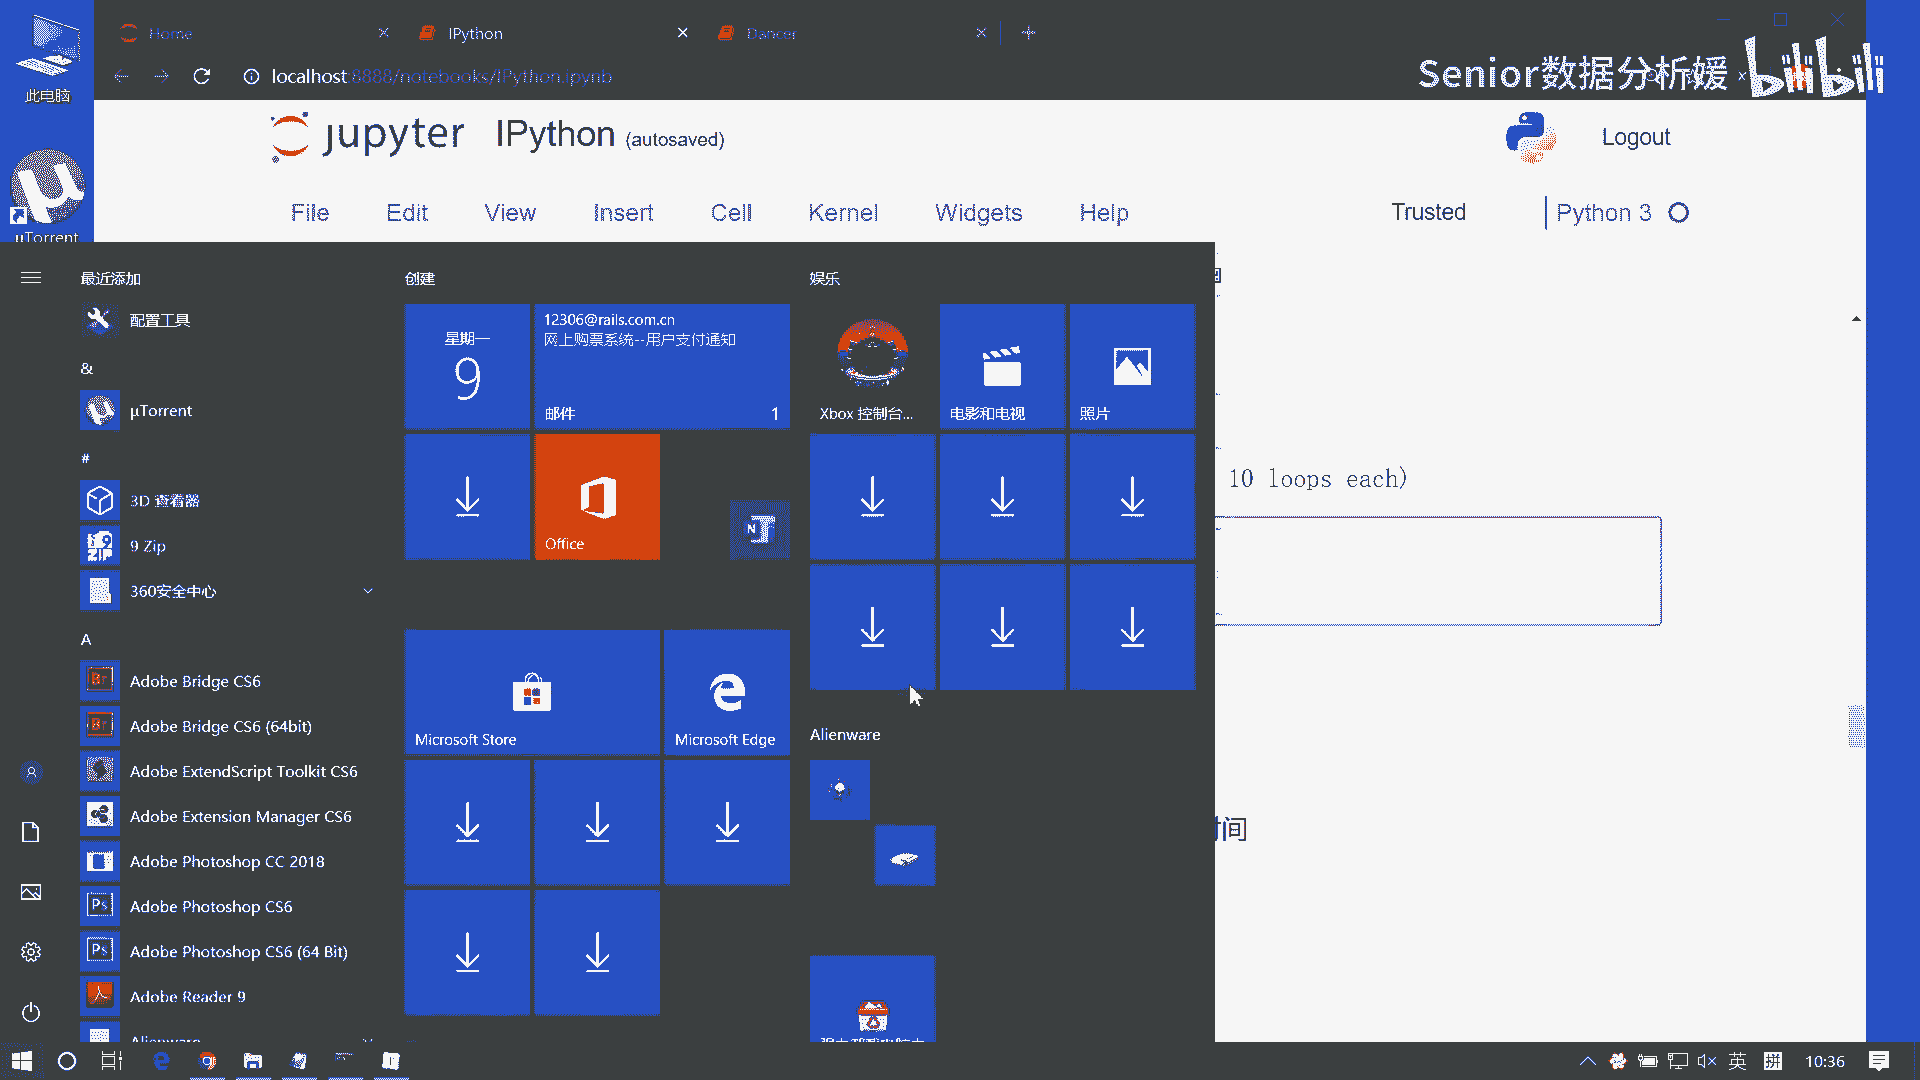 此电脑
Home
IPython
Dancer
localhost:8888/notebooks/IPython.ipynb
Senior数据分析媛
bilibili
jupyter
IPython (autosaved)
Logout
File
Edit
View
Insert
Cell
Kernel
Widgets
Help
Trusted
Python 3
μTorrent
最近添加
创建
娱乐
配置工具
星期一
9
12306@rails.com.cn
网上购票系统--用户支付通知
邮件
1
Xbox 控制台...
电影和电视
照片
&
μTorrent
#
10 loops each)
3D 查看器
Office
9 Zip
360安全中心
A
Adobe Bridge CS6
Adobe Bridge CS6 (64bit)
Microsoft Store
Microsoft Edge
Alienware
Adobe ExtendScript Toolkit CS6
Adobe Extension Manager CS6
间
Adobe Photoshop CC 2018
Adobe Photoshop CS6
Adobe Photoshop CS6 (64 Bit)
Adobe Reader 9
Alienware
英
拼
10:36